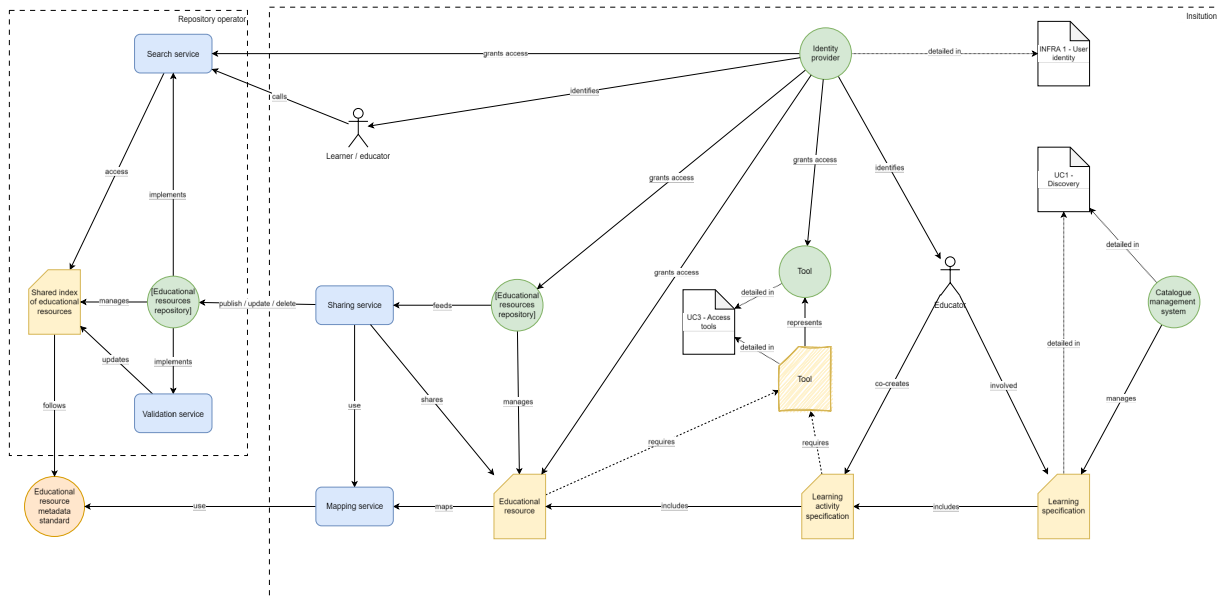 Repository operator
Insitution
Search service
grants access
Identity
provider
detailed in
INFRA 1 - User
identity
calls
identifies
Learner / educator
access
implements
grants access
grants access
identifies
UC1 -
Discovery
detailed in
grants access
Shared index
of educational
resources
manages
[Educational
resources
repository]
publish / update / delete
Sharing service
feeds
[Educational
resources
repository]
Tool
detailed in
UC3 - Access
tools
represents
Educator
Catalogue
management
system
detailed in
updates
implements
detailed in
Tool
follows
Validation service
use
shares
manages
co-creates
involved
manages
requires
requires
Educational
resource
metadata
standard
use
Mapping service
maps
Educational
resource
includes
Learning
activity
specification
includes
Learning
specification